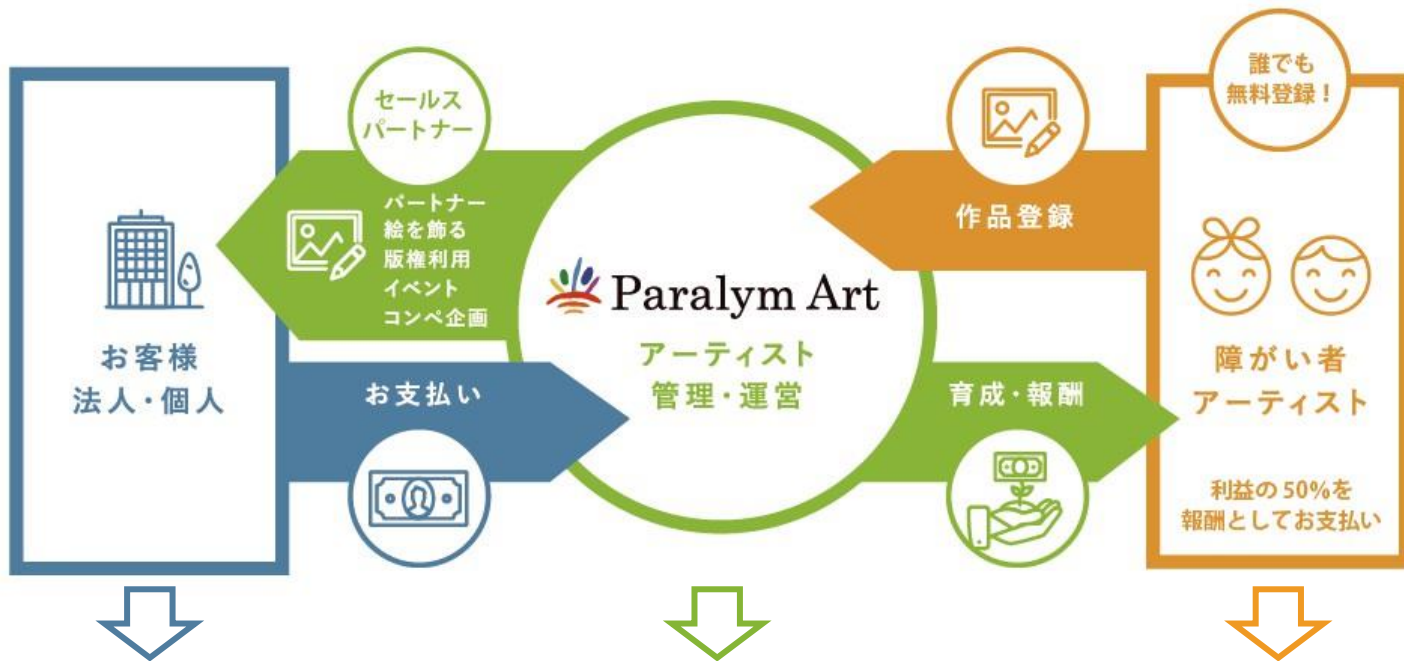 お客様
法人・個人
セールス
パートナー
パートナー
絵を飾る
版権利用
イベント
コンペ企画
お支払い
Paralym Art
アーティスト
管理・運営
作品登録
育成・報酬
誰でも
無料登録！
障がい者
アーティスト
利益の50%を
報酬としてお支払い